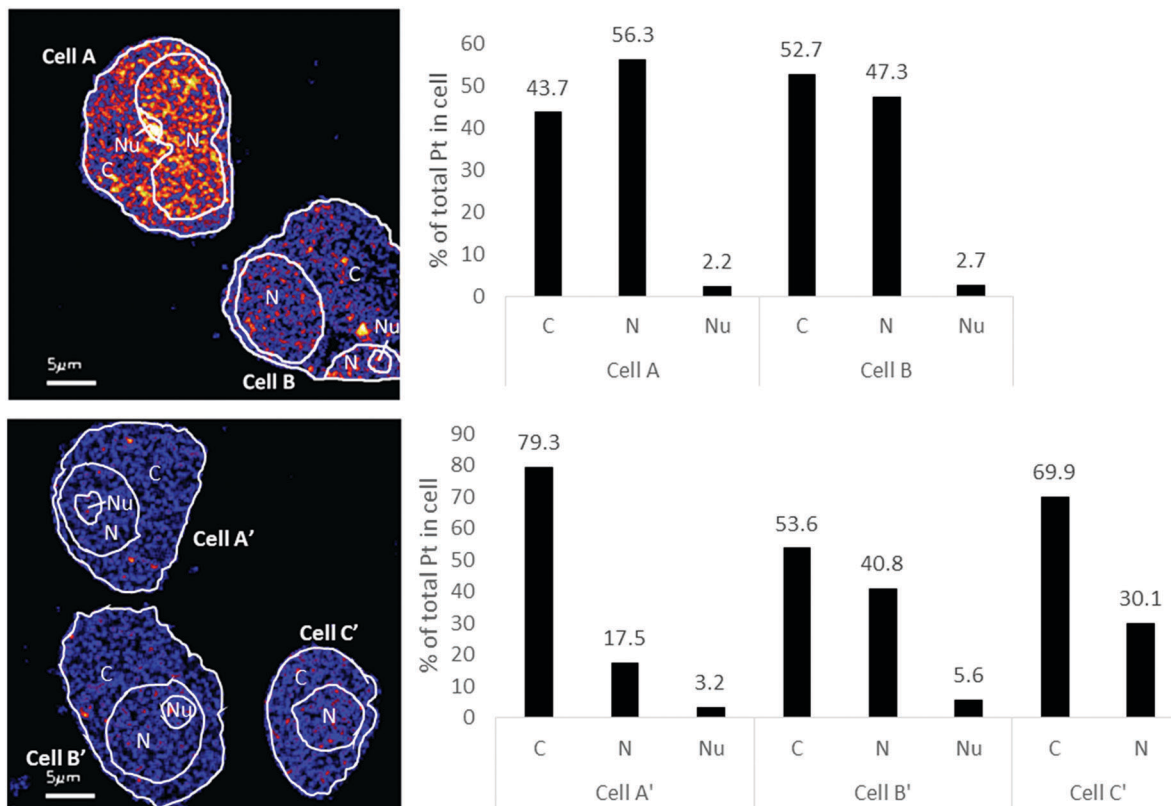 Cell A
Nu
N
C
C
N
Nu
N
Cell B
5µm
% of total Pt in cell
60
50
40
30
20
10
0
43.7
56.3
2.2
52.7
47.3
2.7
C N Nu C N Nu
Cell A Cell B
C
Nu
N
Cell A'
Cell C'
C
C
Nu
N
N
Cell B'
5µm
% of total Pt in cell
90
80
70
60
50
40
30
20
10
0
79.3
17.5
3.2
53.6
40.8
5.6
69.9
30.1
C N Nu C N Nu C N
Cell A' Cell B' Cell C'